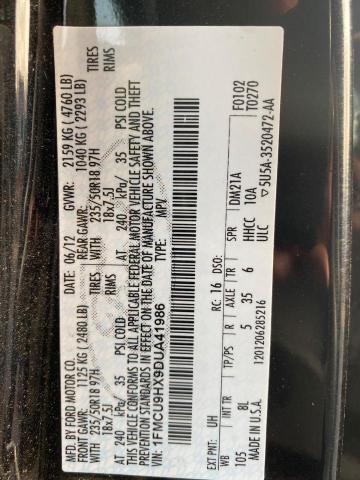 MFD. BY FORD MOTOR CO.
DATE: 06/12 GVWR: 2159 KG ( 4760 LB)
FRONT GAWR: REAR GAWR:
1125 KG ( 2480 LB) 1040 KG ( 2293 LB)
235/50R18 97H TIRES 235/50R18 97H TIRES
18x7.5J RIMS 18x7.5J RIMS
AT 240 kPa/ 35 PSI COLD AT 240 kPa/ 35 PSI COLD
THIS VEHICLE CONFORMS TO ALL APPLICABLE FEDERAL MOTOR VEHICLE SAFETY AND THEFT
PREVENTION STANDARDS IN EFFECT ON THE DATE OF MANUFACTURE SHOWN ABOVE.
VIN: 1FMCU9HX9DUA41986
TYPE: MPV
F0102
T0270
EXT PNT: UH RC: 16 DSO: DM21A
WB INT TR TP/PS R AXLE TR SPR
105 8L 5 35 6 HHCC 10A
ULC
MADE IN U.S.A. 1201206285216 ▽5U5A-3520472-AA